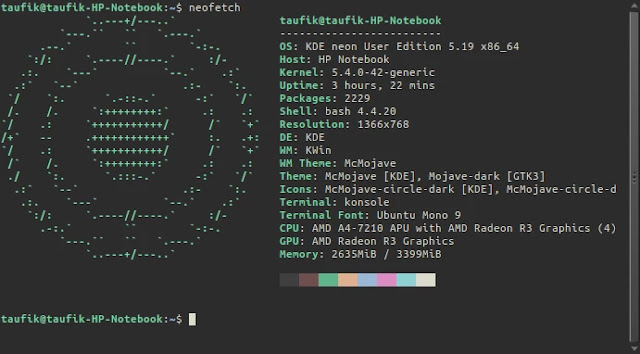 taufik@taufik-HP-Notebook:~$ neofetch
taufik@taufik-HP-Notebook
-------------------------
OS: KDE neon User Edition 5.19 x86_64
Host: HP Notebook
Kernel: 5.4.0-42-generic
Uptime: 3 hours, 22 mins
Packages: 2229
Shell: bash 4.4.20
Resolution: 1366x768
DE: KDE
WM: KWin
WM Theme: McMojave
Theme: McMojave [KDE], Mojave-dark [GTK3]
Icons: McMojave-circle-dark [KDE], McMojave-circle-d
Terminal: konsole
Terminal Font: Ubuntu Mono 9
CPU: AMD A4-7210 APU with AMD Radeon R3 Graphics (4)
GPU: AMD Radeon R3 Graphics
Memory: 2635MiB / 3399MiB
taufik@taufik-HP-Notebook:~$